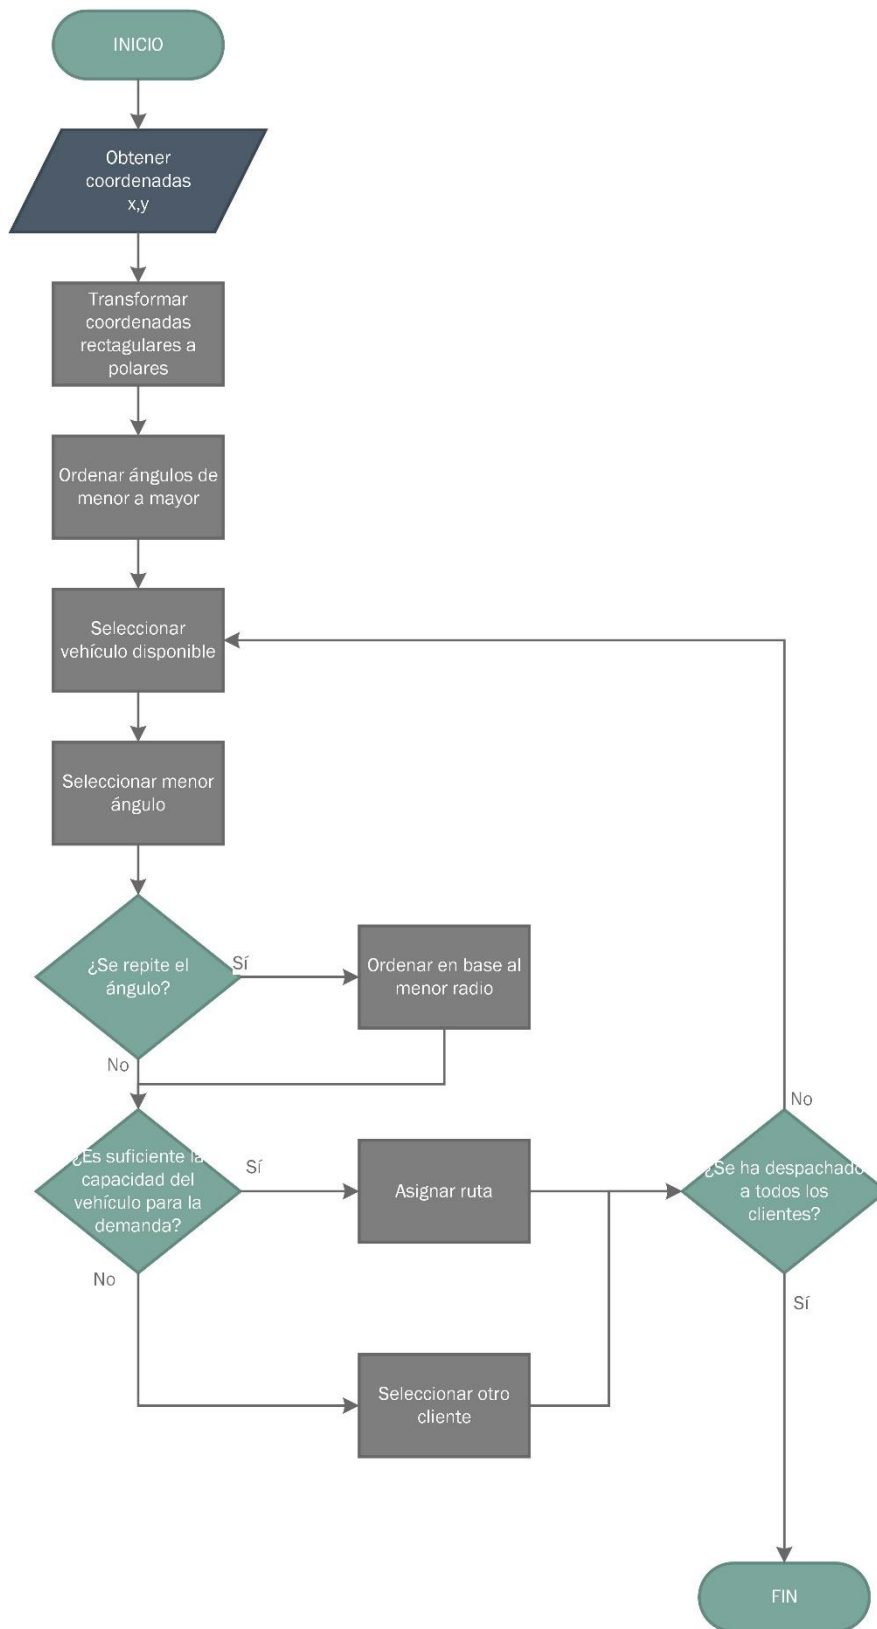 INICIO
Obtener
coordenadas
x,y
Transformar
coordenadas
rectagulares a
polares
Ordenar ángulos de
menor a mayor
Seleccionar
vehículo disponible
Seleccionar menor
ángulo
¿Se repite el
ángulo?
Sí
Ordenar en base al
menor radio
No
¿Es suficiente la
capacidad del
vehículo para la
demanda?
Sí
Asignar ruta
No
¿Se ha despachado
a todos los
clientes?
No
Seleccionar otro
cliente
Sí
FIN